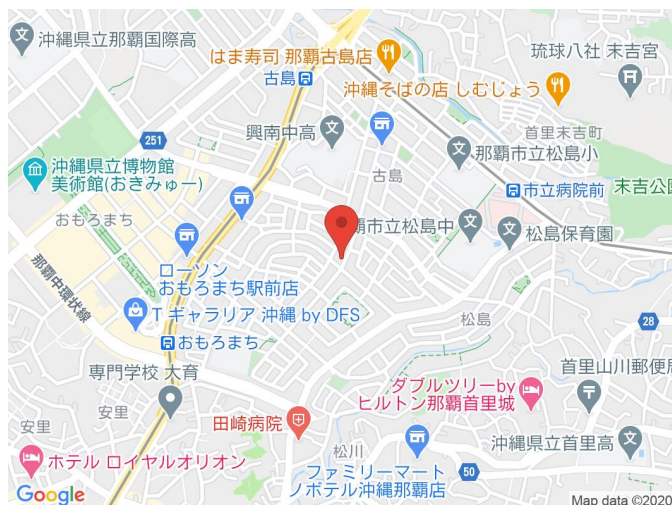 沖縄県立那覇国際高
はま寿司 那覇古島店
古島
沖縄そばの店 しむじょう
琉球八社 末吉宮
251
興南中高
首里末吉町
那覇市立松島小
沖縄県立博物館
美術館(おきみゅー)
古島
市立病院前
末吉公園
おもろまち
覇市立松島中
松島保育園
ローソン
おもろまち駅前店
那覇中環状線
T ギャラリア 沖縄 by DFS
松島
28
おもろまち
専門学校 大育
首里山川郵便局
ダブルツリーby
ヒルトン那覇首里城
安里
安里
田崎病院
松川
沖縄県立首里高
ホテル ロイヤルオリオン
ファミリーマート
ノボテル沖縄那覇店
50
Google
Map data ©2020